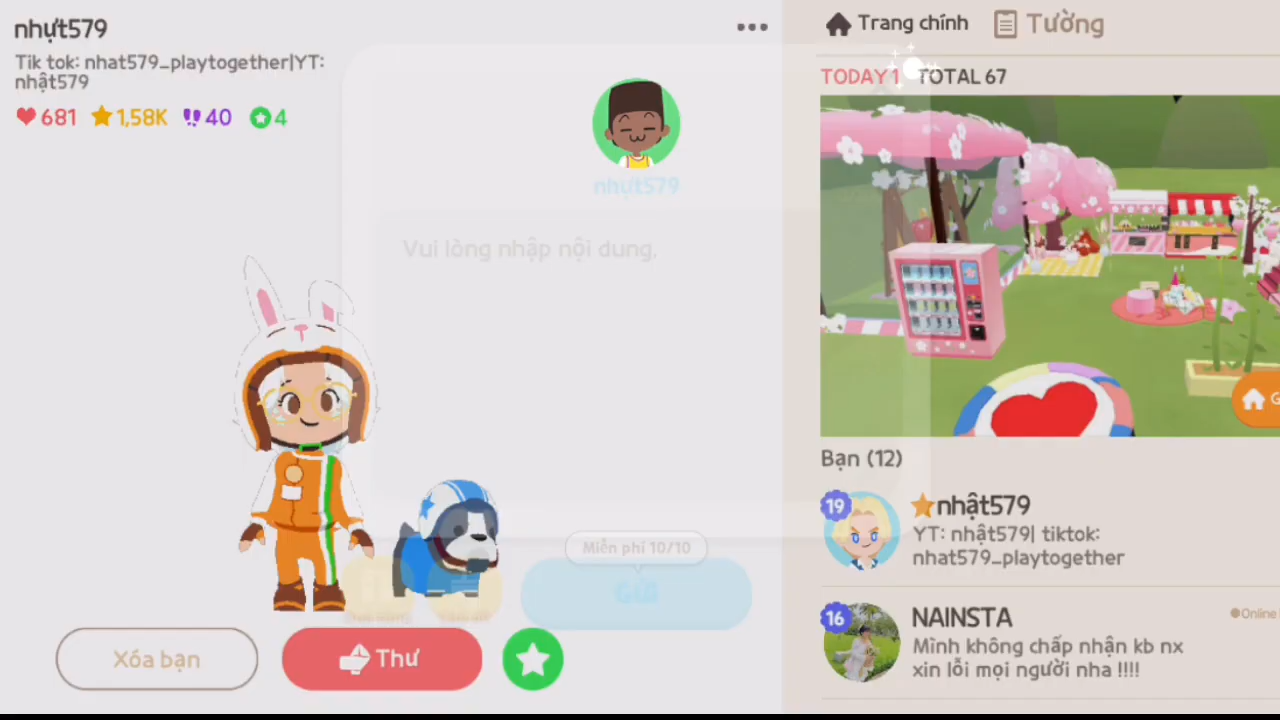 nhựt579
Tik tok: nhat579_playtogether|YT:
nhật579
681 1,58K 40 4
nhựt579
Vui lòng nhập nội dung.
Miễn phí 10/10
Gửi
Xóa bạn
Thư
Trang chính Tường
TODAY 1 TOTAL 67
Bạn (12)
19 nhật579
YT: nhật579| tiktok:
nhat579_playtogether
16 NAINSTA
Online
Mình không chấp nhận kb nx
xin lỗi mọi người nha !!!!